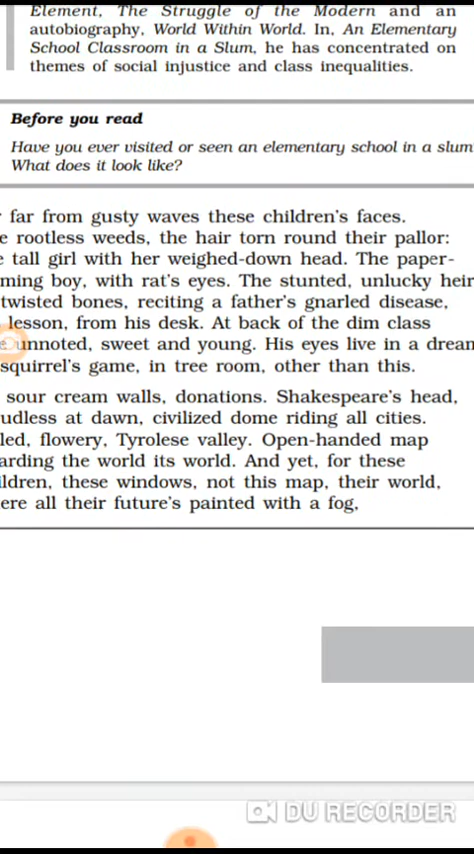 Element, The Struggle of the Modern and an
autobiography, World Within World. In, An Elementary
School Classroom in a Slum, he has concentrated on
themes of social injustice and class inequalities.
Before you read
Have you ever visited or seen an elementary school in a slum
What does it look like?
far from gusty waves these children's faces.
e rootless weeds, the hair torn round their pallor:
e tall girl with her weighed-down head. The paper-
ming boy, with rat's eyes. The stunted, unlucky heir
twisted bones, reciting a father's gnarled disease,
lesson, from his desk. At back of the dim class
e unnoted, sweet and young. His eyes live in a dream
squirrel's game, in tree room, other than this.
sour cream walls, donations. Shakespeare's head,
udless at dawn, civilized dome riding all cities.
led, flowery, Tyrolese valley. Open-handed map
arding the world its world. And yet, for these
ildren, these windows, not this map, their world,
ere all their future's painted with a fog,
DU RECORDER